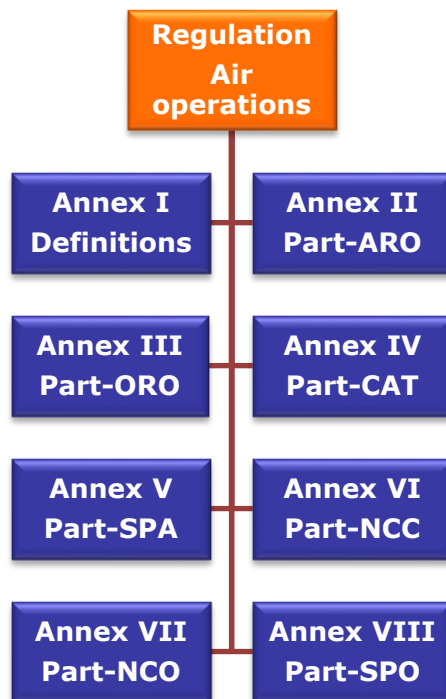 Regulation
Air
operations
Annex I
Definitions
Annex II
Part-ARO
Annex III
Part-ORO
Annex IV
Part-CAT
Annex V
Part-SPA
Annex VI
Part-NCC
Annex VII
Part-NCO
Annex VIII
Part-SPO